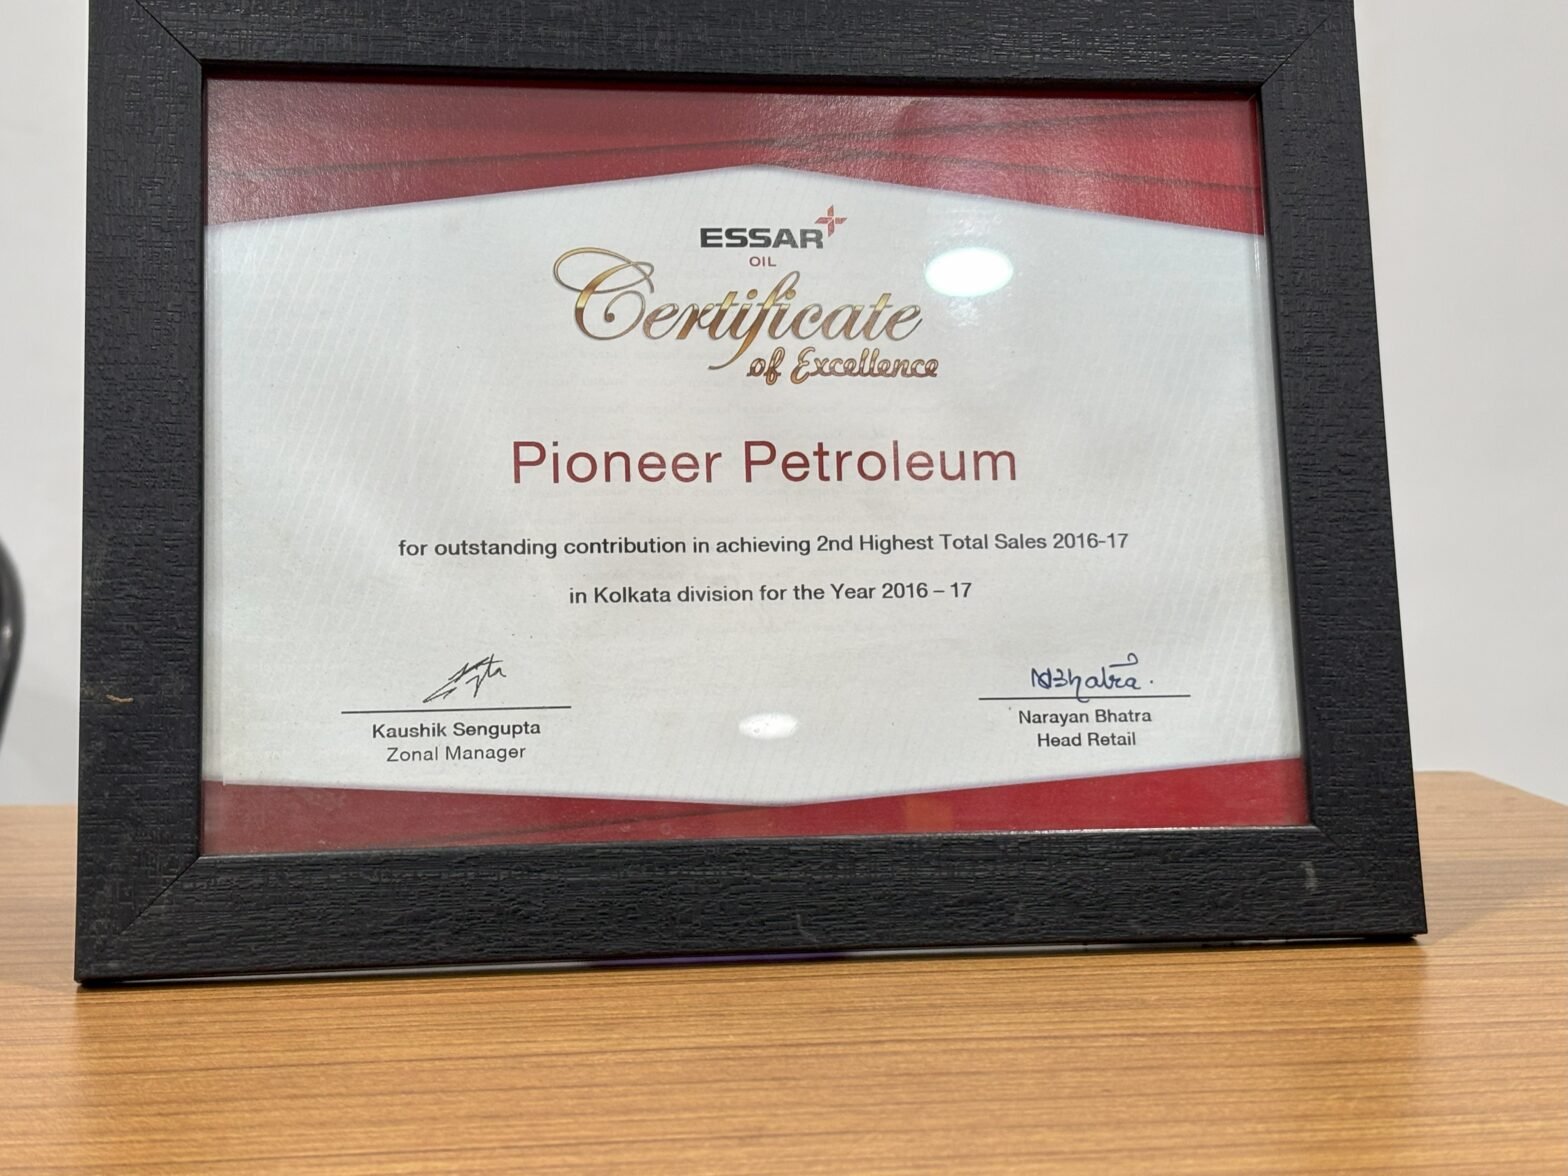 ESSAR
OIL
Certificate
of Excellence
Pioneer Petroleum
for outstanding contribution in achieving 2nd Highest Total Sales 2016-17
in Kolkata division for the Year 2016 – 17
NBhatra.
Kaushik Sengupta
Zonal Manager
Narayan Bhatra
Head Retail